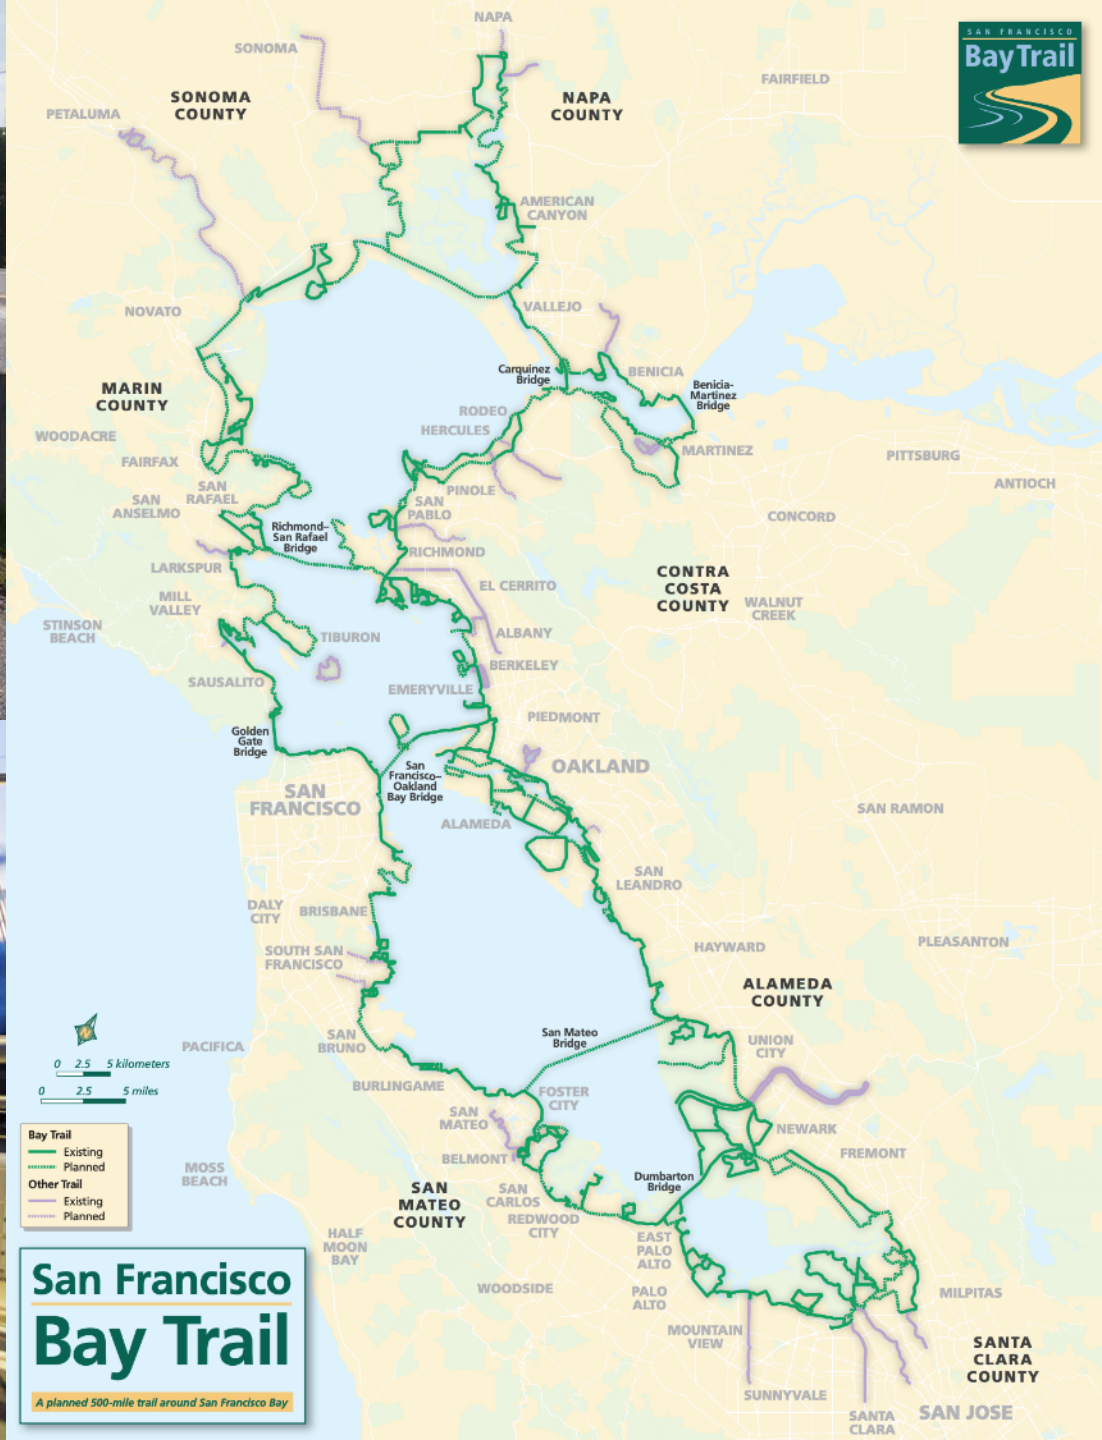 NAPA
SAN FRANCISCO
Bay Trail
SONOMA
FAIRFIELD
SONOMA
COUNTY
NAPA
COUNTY
PETALUMA
AMERICAN
CANYON
NOVATO
VALLEJO
Carquinez
Bridge
BENICIA
Benicia-
Martinez
Bridge
MARIN
COUNTY
RODEO
HERCULES
WOODACRE
MARTINEZ
PITTSBURG
FAIRFAX
ANTIOCH
SAN
RAFAEL
PINOLE
SAN
ANSELMO
SAN
PABLO
CONCORD
Richmond–
San Rafael
Bridge
RICHMOND
LARKSPUR
CONTRA
COSTA
COUNTY
EL CERRITO
MILL
VALLEY
WALNUT
CREEK
STINSON
BEACH
TIBURON
ALBANY
BERKELEY
SAUSALITO
EMERYVILLE
PIEDMONT
Golden
Gate
Bridge
OAKLAND
San
Francisco–
Oakland
Bay Bridge
SAN
FRANCISCO
SAN RAMON
ALAMEDA
SAN
LEANDRO
DALY
CITY
BRISBANE
HAYWARD
PLEASANTON
SOUTH SAN
FRANCISCO
ALAMEDA
COUNTY
N
San Mateo
Bridge
SAN
BRUNO
PACIFICA
UNION
CITY
0 2.5 5 kilometers
0 2.5 5 miles
BURLINGAME
FOSTER
CITY
SAN
MATEO
NEWARK
Bay Trail
Existing
Planned
Other Trail
Existing
Planned
FREMONT
BELMONT
MOSS
BEACH
Dumbarton
Bridge
SAN
MATEO
COUNTY
SAN
CARLOS
REDWOOD
CITY
HALF
MOON
BAY
EAST
PALO
ALTO
WOODSIDE
PALO
ALTO
MILPITAS
MOUNTAIN
VIEW
SANTA
CLARA
COUNTY
SUNNYVALE
SANTA
CLARA
SAN JOSE
San Francisco
Bay Trail
A planned 500-mile trail around San Francisco Bay